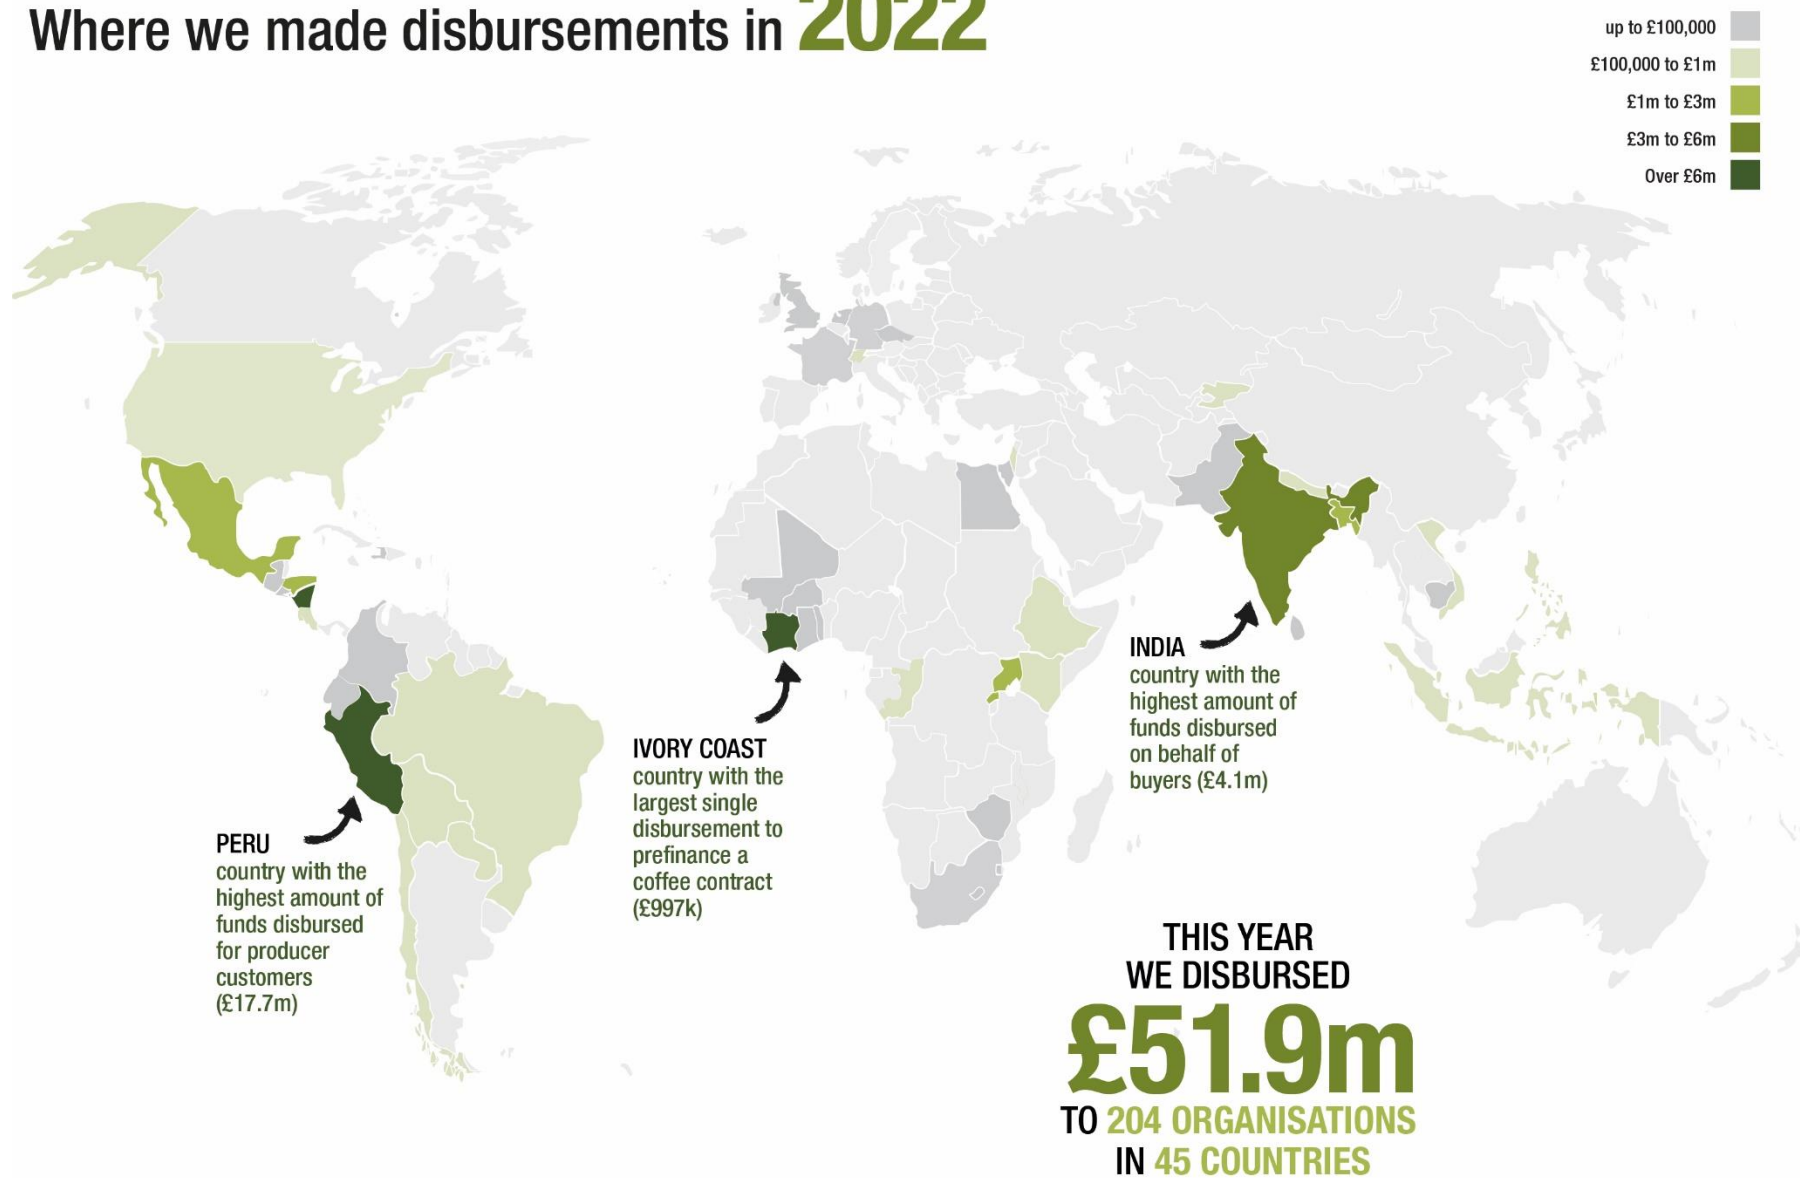 Where we made disbursements in 2022
up to £100,000
£100,000 to £1m
£1m to £3m
£3m to £6m
Over £6m
PERU
country with the
highest amount of
funds disbursed
for producer
customers
(£17.7m)
IVORY COAST
country with the
largest single
disbursement to
prefinance a
coffee contract
(£997k)
INDIA
country with the
highest amount of
funds disbursed
on behalf of
buyers (£4.1m)
THIS YEAR
WE DISBURSED
£51.9m
TO 204 ORGANISATIONS
IN 45 COUNTRIES